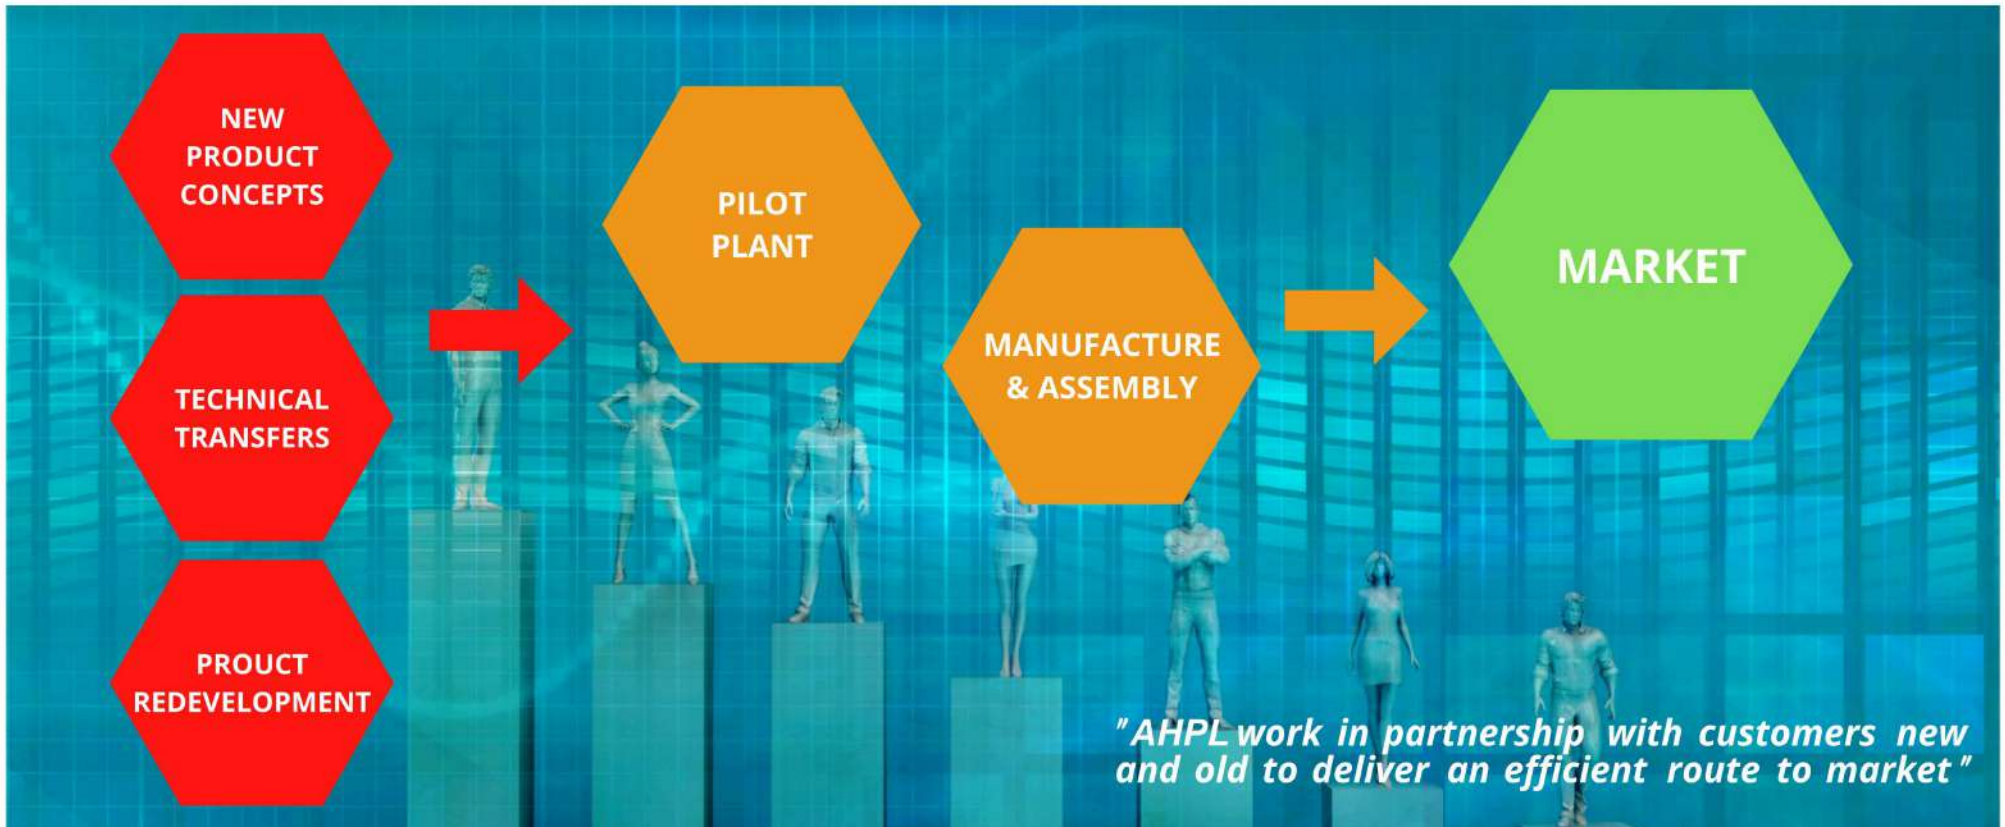 NEW
PRODUCT
CONCEPTS
TECHNICAL
TRANSFERS
PROUCT
REDEVELOPMENT
PILOT
PLANT
MANUFACTURE
& ASSEMBLY
MARKET
"AHPL work in partnership with customers new
and old to deliver an efficient route to market"